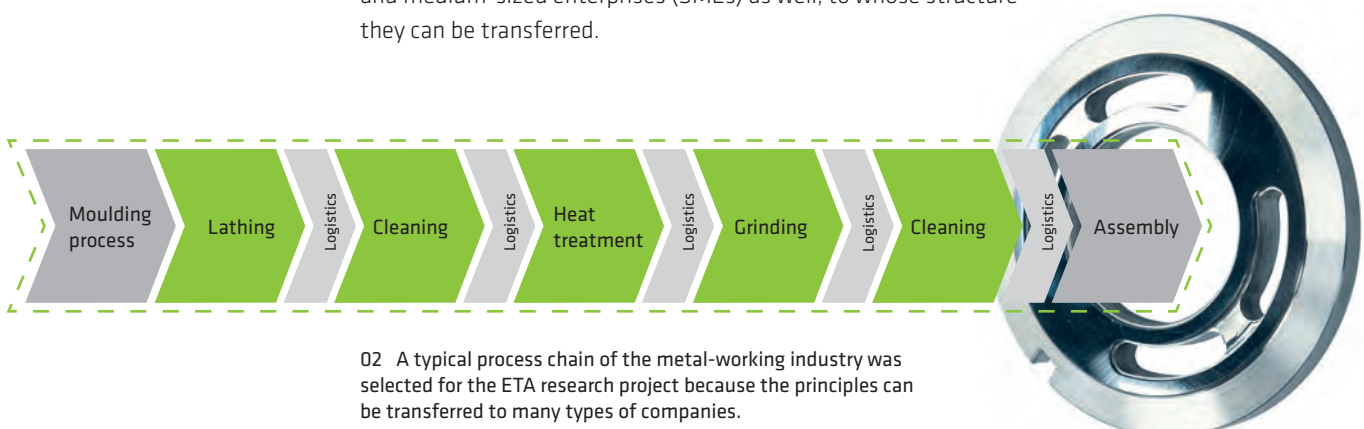 they can be transferred.
Moulding
process
Lathing
Logistics
Cleaning
Logistics
Heat
treatment
Logistics
Grinding
Logistics
Cleaning
Logistics
Assembly
02 A typical process chain of the metal-working industry was
selected for the ETA research project because the principles can
be transferred to many types of companies.